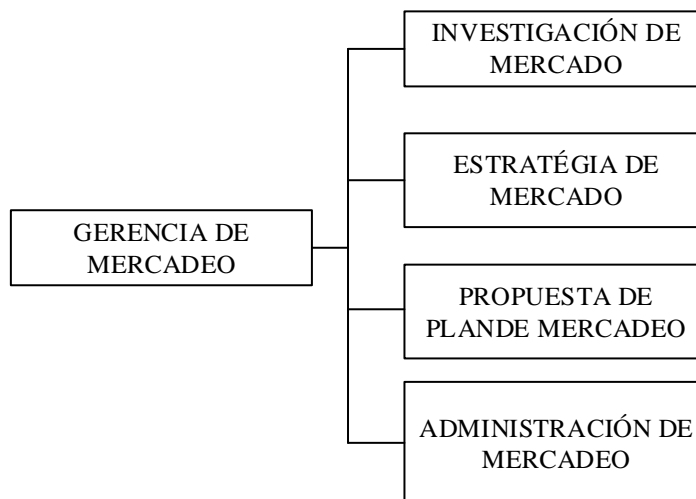 INVESTIGACIÓN DE
MERCADO
ESTRATÉGIA DE
MERCADO
GERENCIA DE
MERCADEO
PROPUESTA DE
PLANDE MERCADEO
ADMINISTRACIÓN DE
MERCADEO